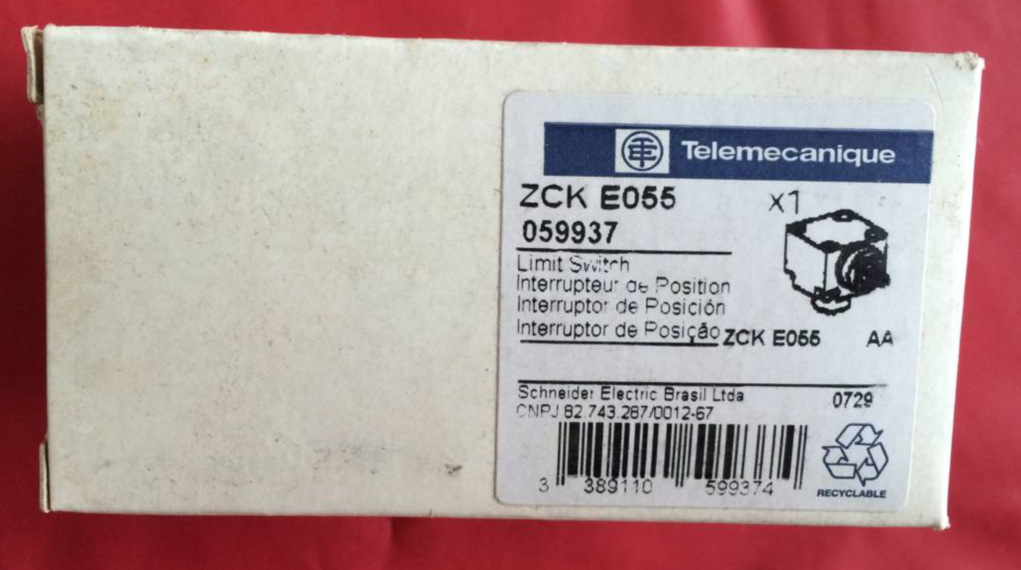 Telemecanique
ZCK E055 x1
059937
Limit Switch
Interrupteur de Position
Interruptor de Posición
Interruptor de Posição ZCK E055 AA
Schneider Electric Brasil Ltda 0729
CNPJ 82.743.287/0012-67
3 389110 599374
RECYCLABLE